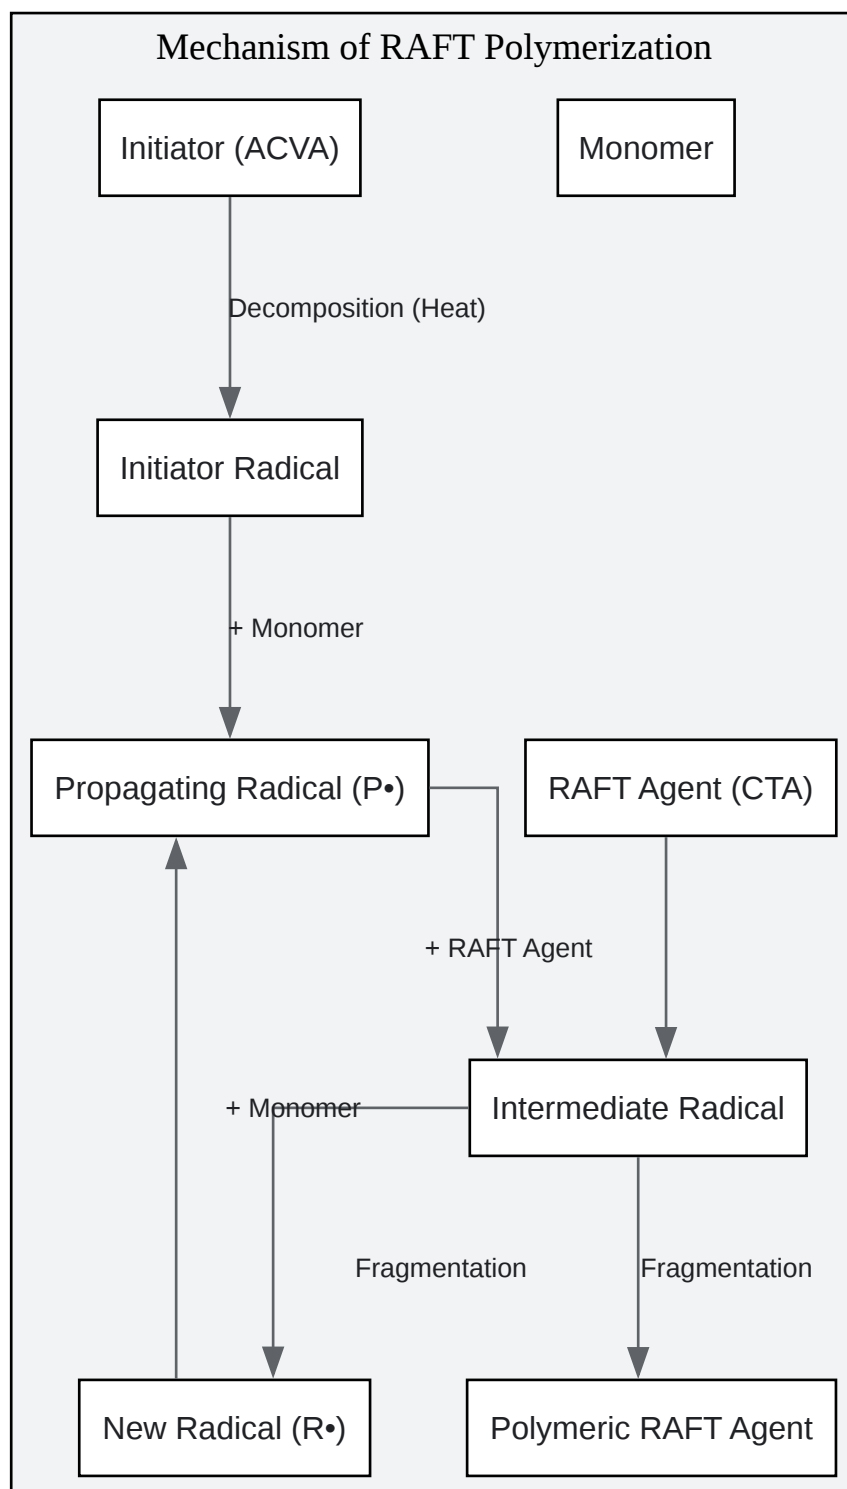 Mechanism of RAFT Polymerization
Initiator (ACVA)
Monomer
Decomposition (Heat)
Initiator Radical
+ Monomer
Propagating Radical (P•)
RAFT Agent (CTA)
+ RAFT Agent
+ Monomer
Intermediate Radical
Fragmentation
Fragmentation
New Radical (R•)
Polymeric RAFT Agent